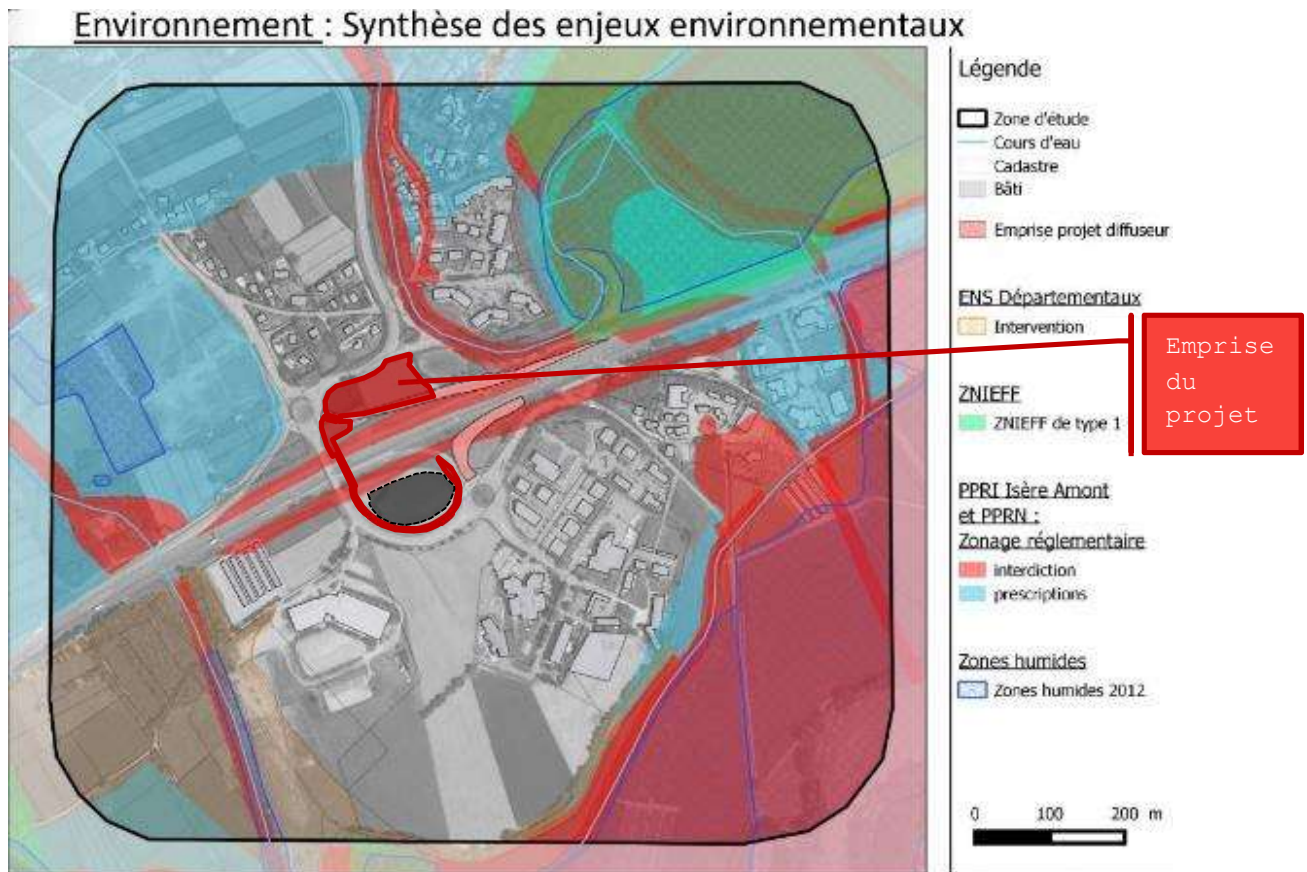 Environnement : Synthèse des enjeux environnementaux
Légende
Zone d'étude
Cours d'eau
Cadastre
Bâti
Emprise projet diffuseur
ENS Départementaux
Intervention
ZNIEFF
ZNIEFF de type 1
PPRI Isère Amont
et PPRN :
Zonage réglementaire
interdiction
prescriptions
Zones humides
Zones humides 2012
0 100 200 m
Emprise
du
projet